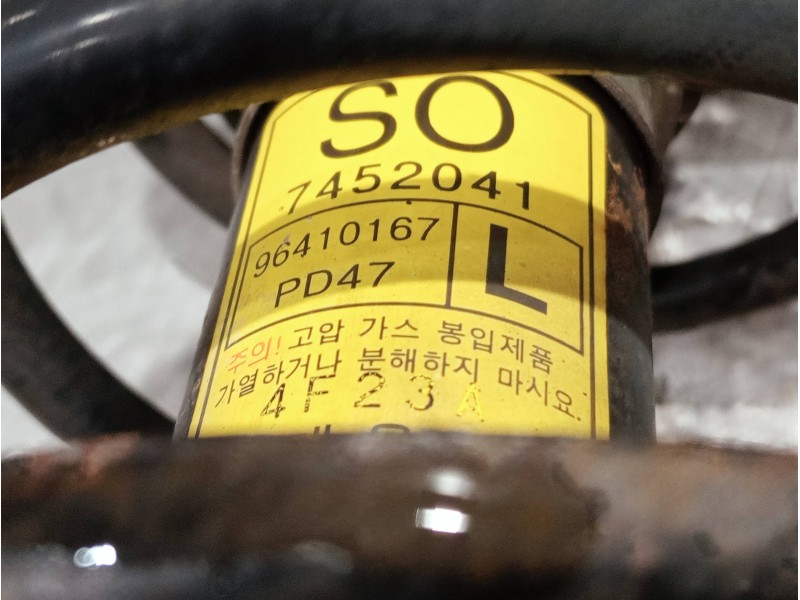 SO
7452041
96410167
PD47
L
주의! 고압 가스 봉입제품
가열하거나 분해하지 마시오.
4F23A